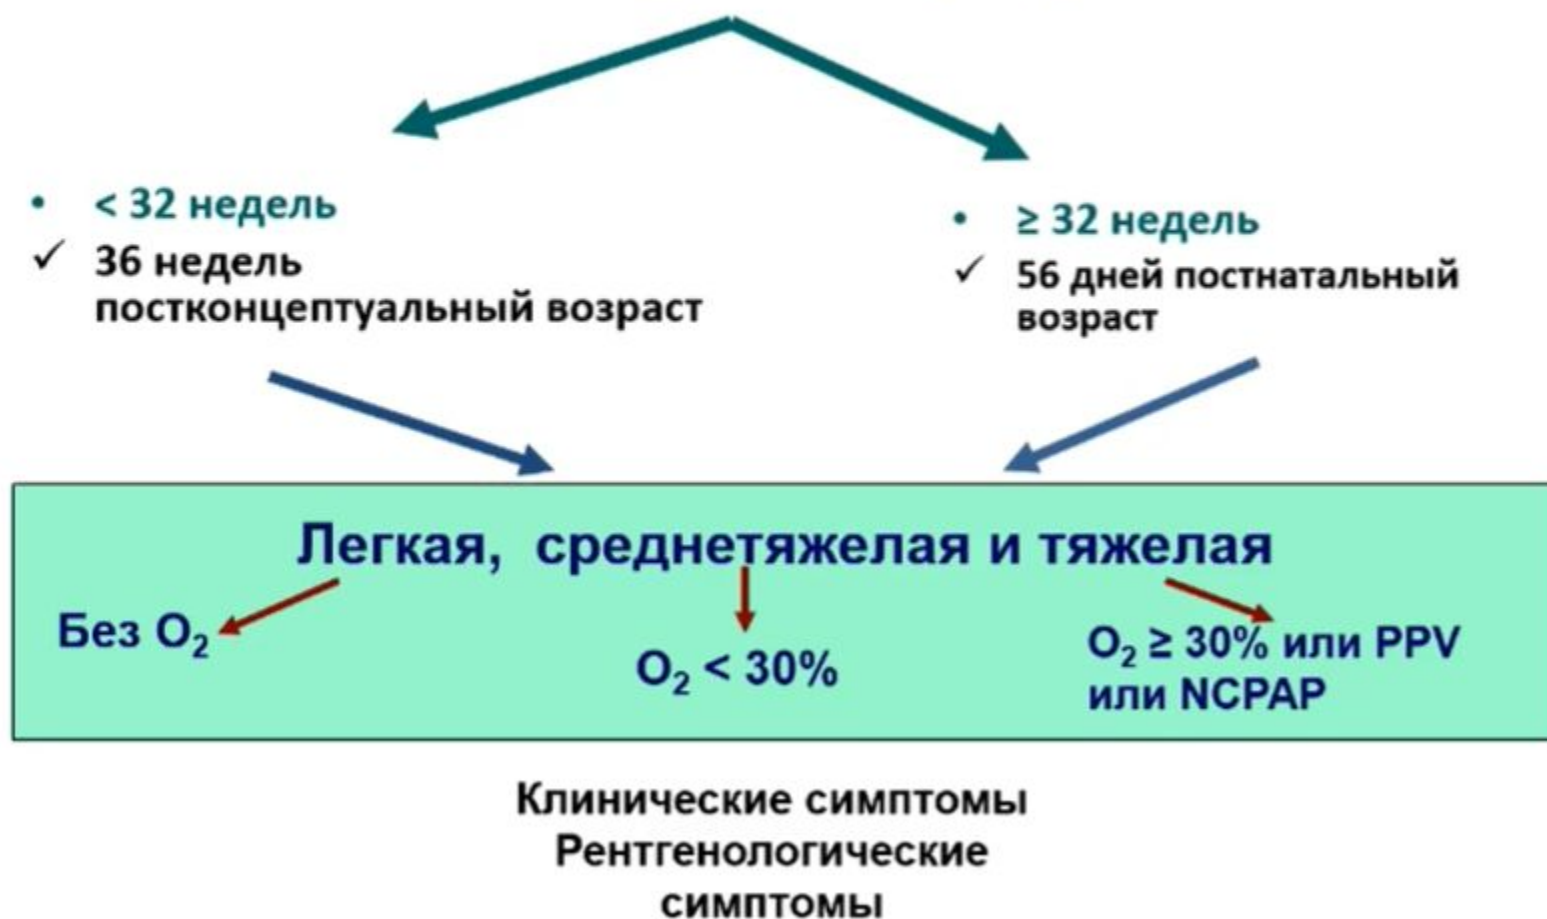 • < 32 недель
✓ 36 недель
постконцептуальный возраст
• ≥ 32 недель
✓ 56 дней постнатальный
возраст
Легкая, среднетяжелая и тяжелая
Без O₂
O₂ < 30%
O₂ ≥ 30% или PPV
или NCPAP
Клинические симптомы
Рентгенологические
симптомы